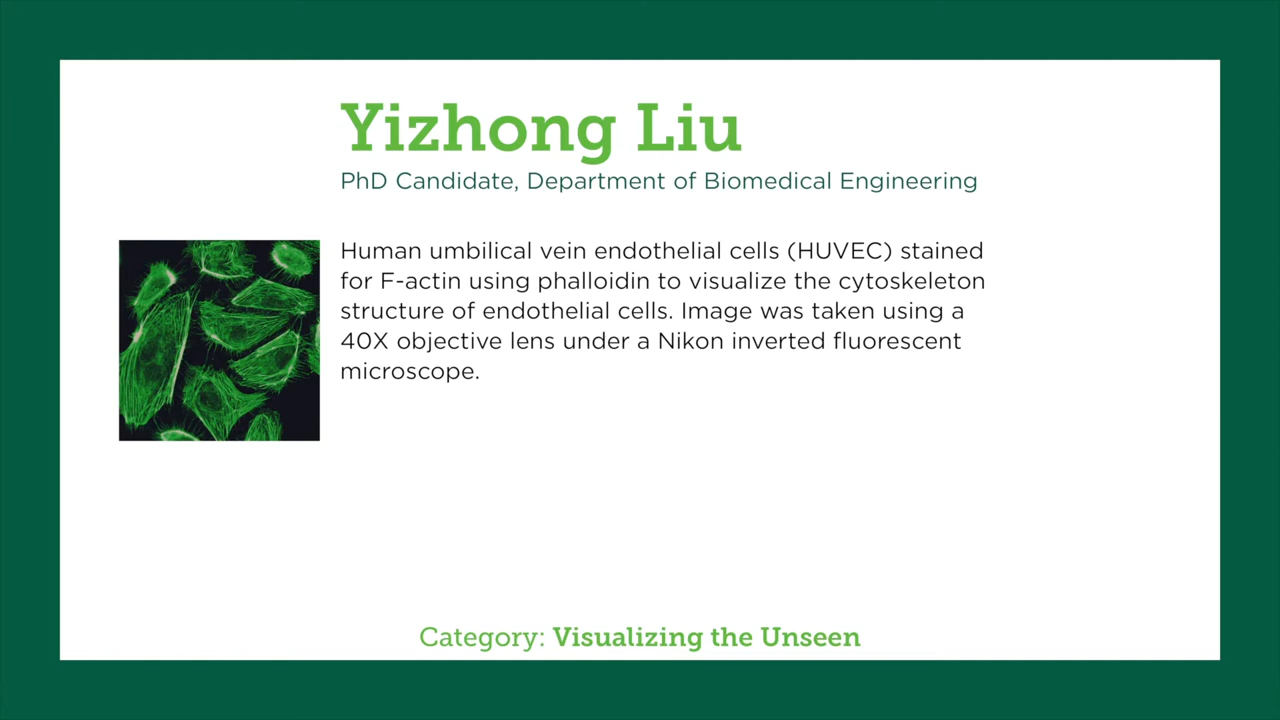 Yizhong Liu
PhD Candidate, Department of Biomedical Engineering
Human umbilical vein endothelial cells (HUVEC) stained
for F-actin using phalloidin to visualize the cytoskeleton
structure of endothelial cells. Image was taken using a
40X objective lens under a Nikon inverted fluorescent
microscope.
Category: Visualizing the Unseen